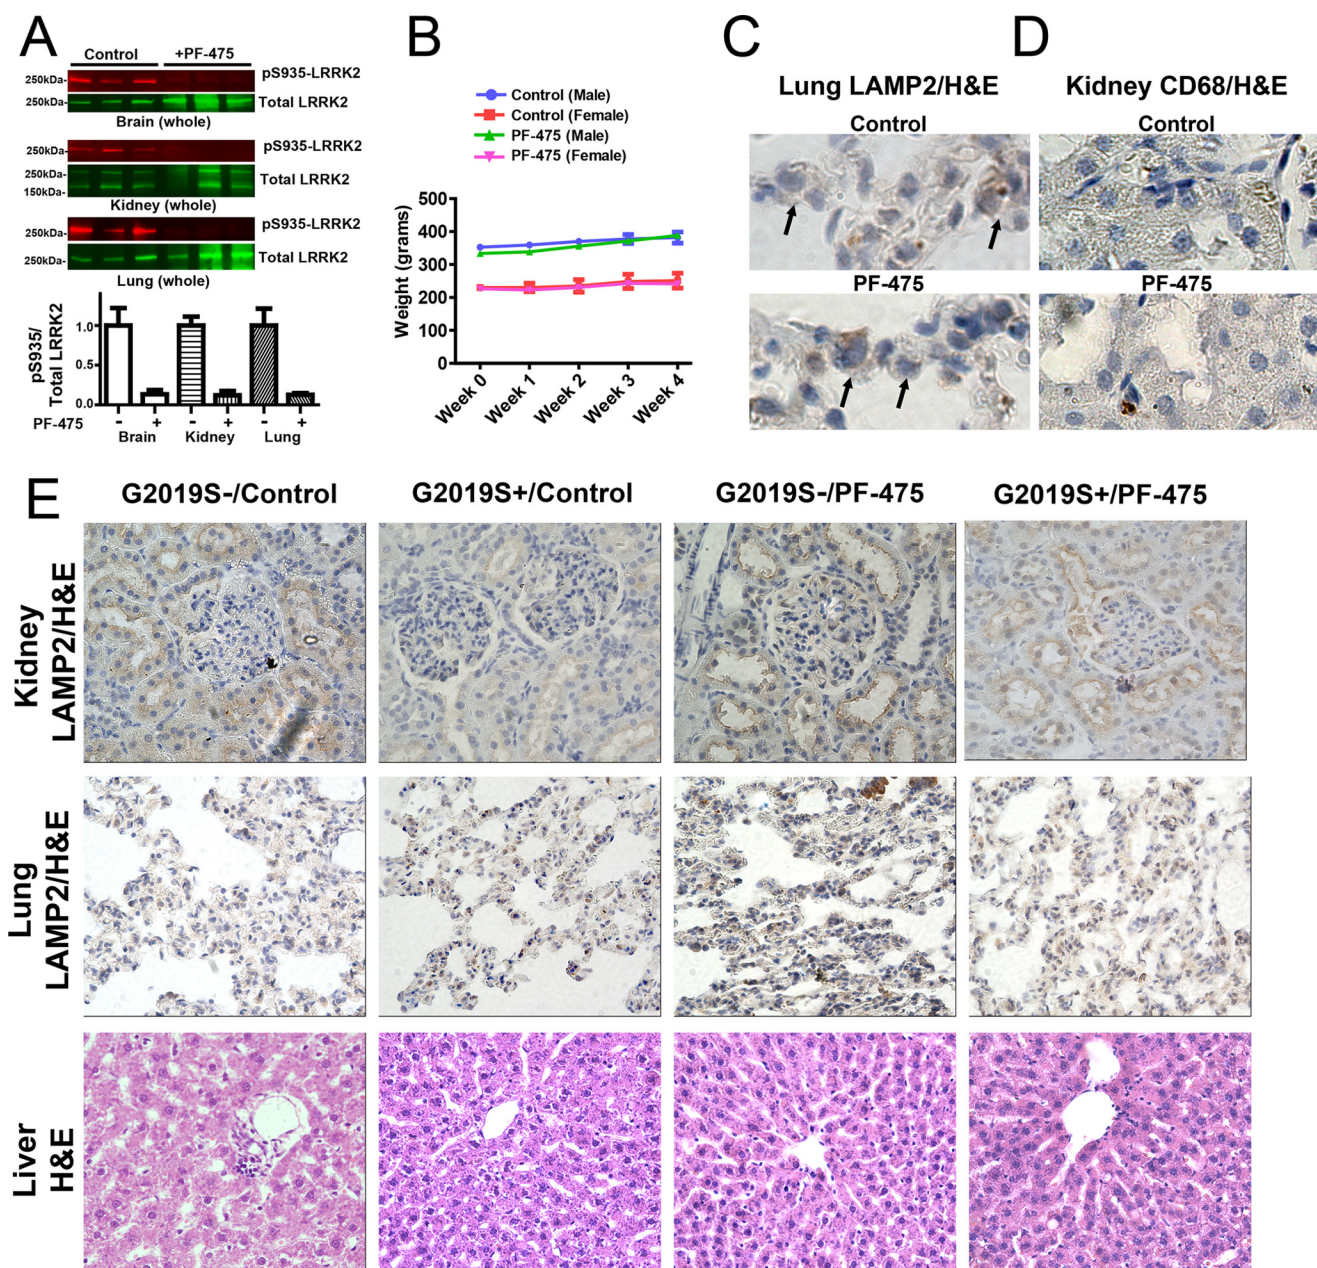 A
Control +PF-475
250kDa- pS935-LRRK2
250kDa- Total LRRK2
Brain (whole)
250kDa- pS935-LRRK2
250kDa- Total LRRK2
150kDa-
Kidney (whole)
250kDa- pS935-LRRK2
250kDa- Total LRRK2
Lung (whole)
pS935/
Total LRRK2
1.0
0.0
PF-475 - + - + - +
Brain Kidney Lung
B
Control (Male)
Control (Female)
PF-475 (Male)
PF-475 (Female)
Weight (grams)
500
400
300
200
100
0
Week 0 Week 1 Week 2 Week 3 Week 4
C
Lung LAMP2/H&E
Control
PF-475
D
Kidney CD68/H&E
Control
PF-475
E
G2019S-/Control G2019S+/Control G2019S-/PF-475 G2019S+/PF-475
Kidney
LAMP2/H&E
Lung
LAMP2/H&E
Liver
H&E